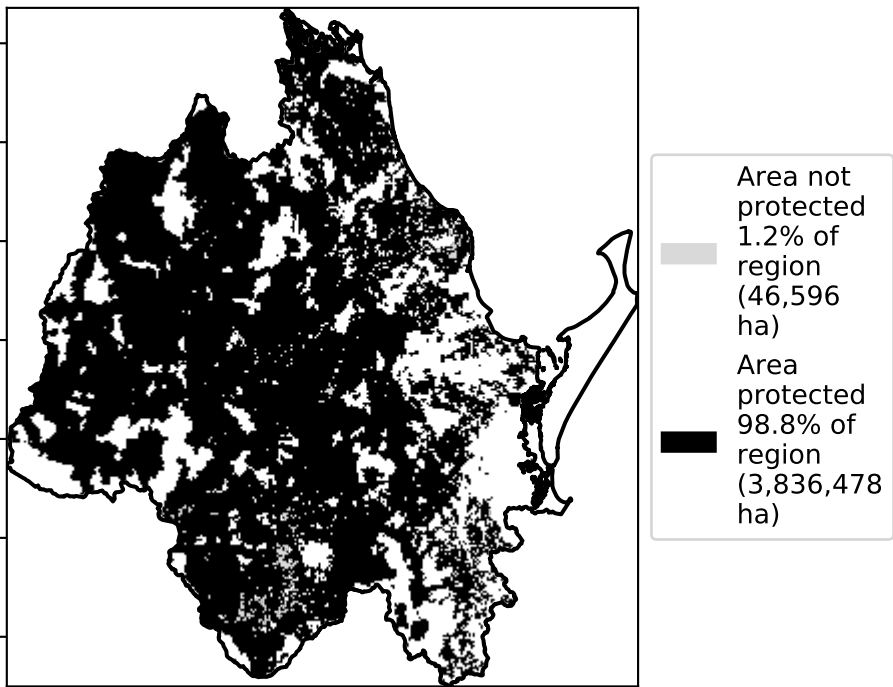 Area not
protected
1.2% of
region
(46,596
ha)
Area
protected
98.8% of
region
(3,836,478
ha)